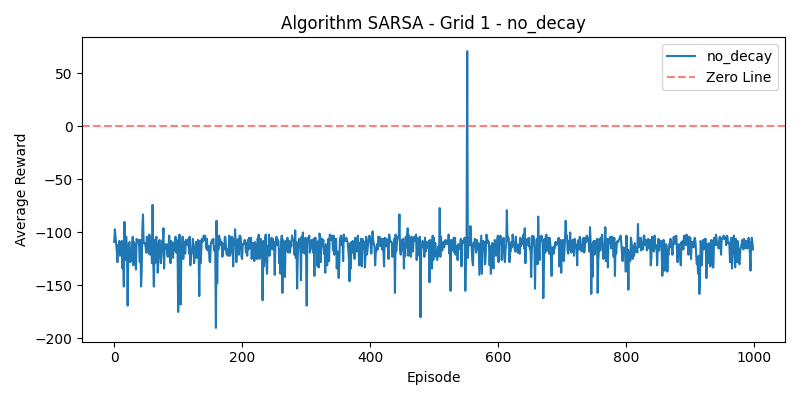 Algorithm SARSA - Grid 1 - no_decay
no_decay
Zero Line
Average Reward
50
0
−50
−100
−150
−200
0
200
400
600
800
1000
Episode